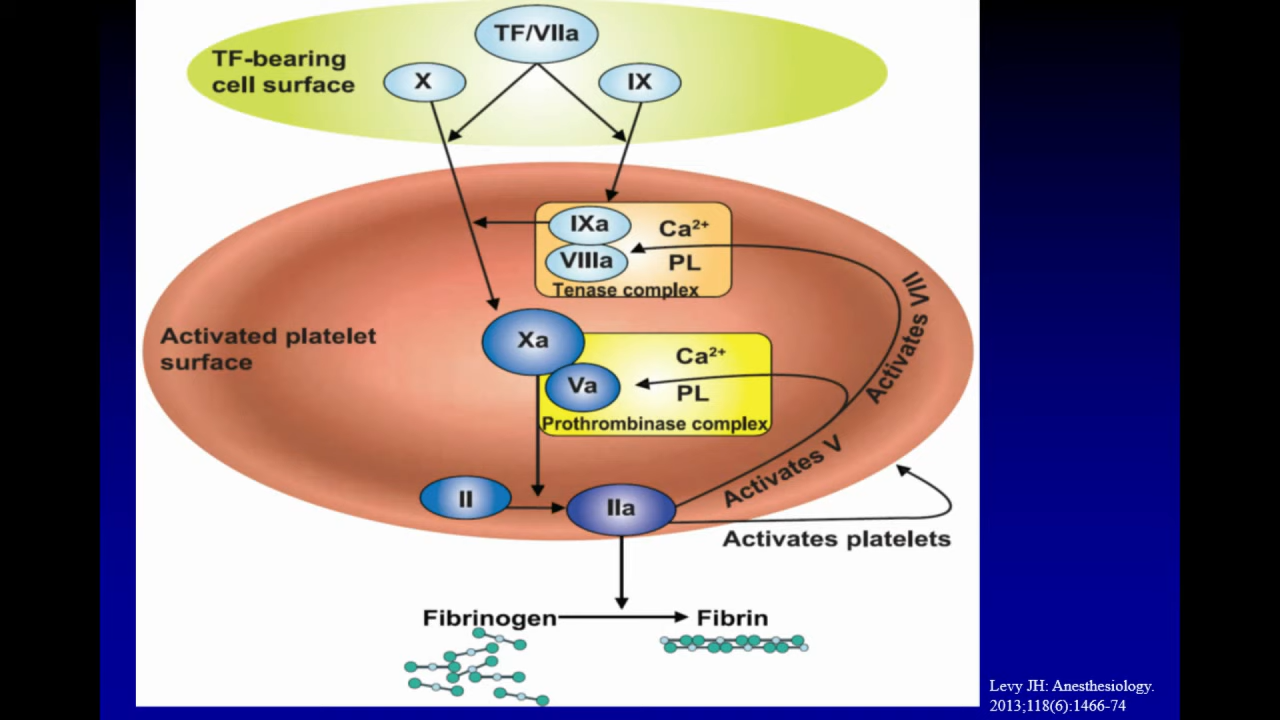 TF/VIIa
TF-bearing
cell surface
X
IX
IXa
Ca²⁺
VIIIa
PL
Tenase complex
Activates VIII
Activated platelet
surface
Xa
Ca²⁺
Va
PL
Prothrombinase complex
Activates V
II
IIa
Activates platelets
Fibrinogen
Fibrin
Levy JH: Anesthesiology.
2013;118(6):1466-74